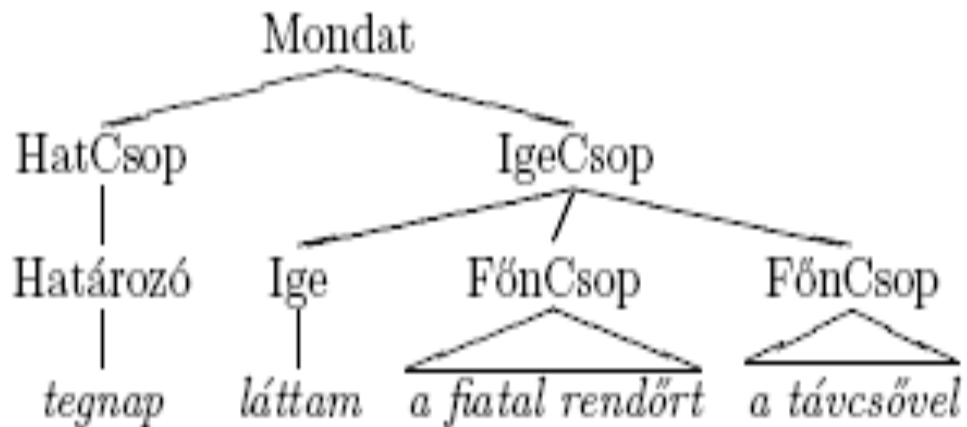 Mondat
HatCsop IgeCsop
Határozó Ige FőnCsop FőnCsop
tegnap láttam a fiatal rendőrt a távcsővel